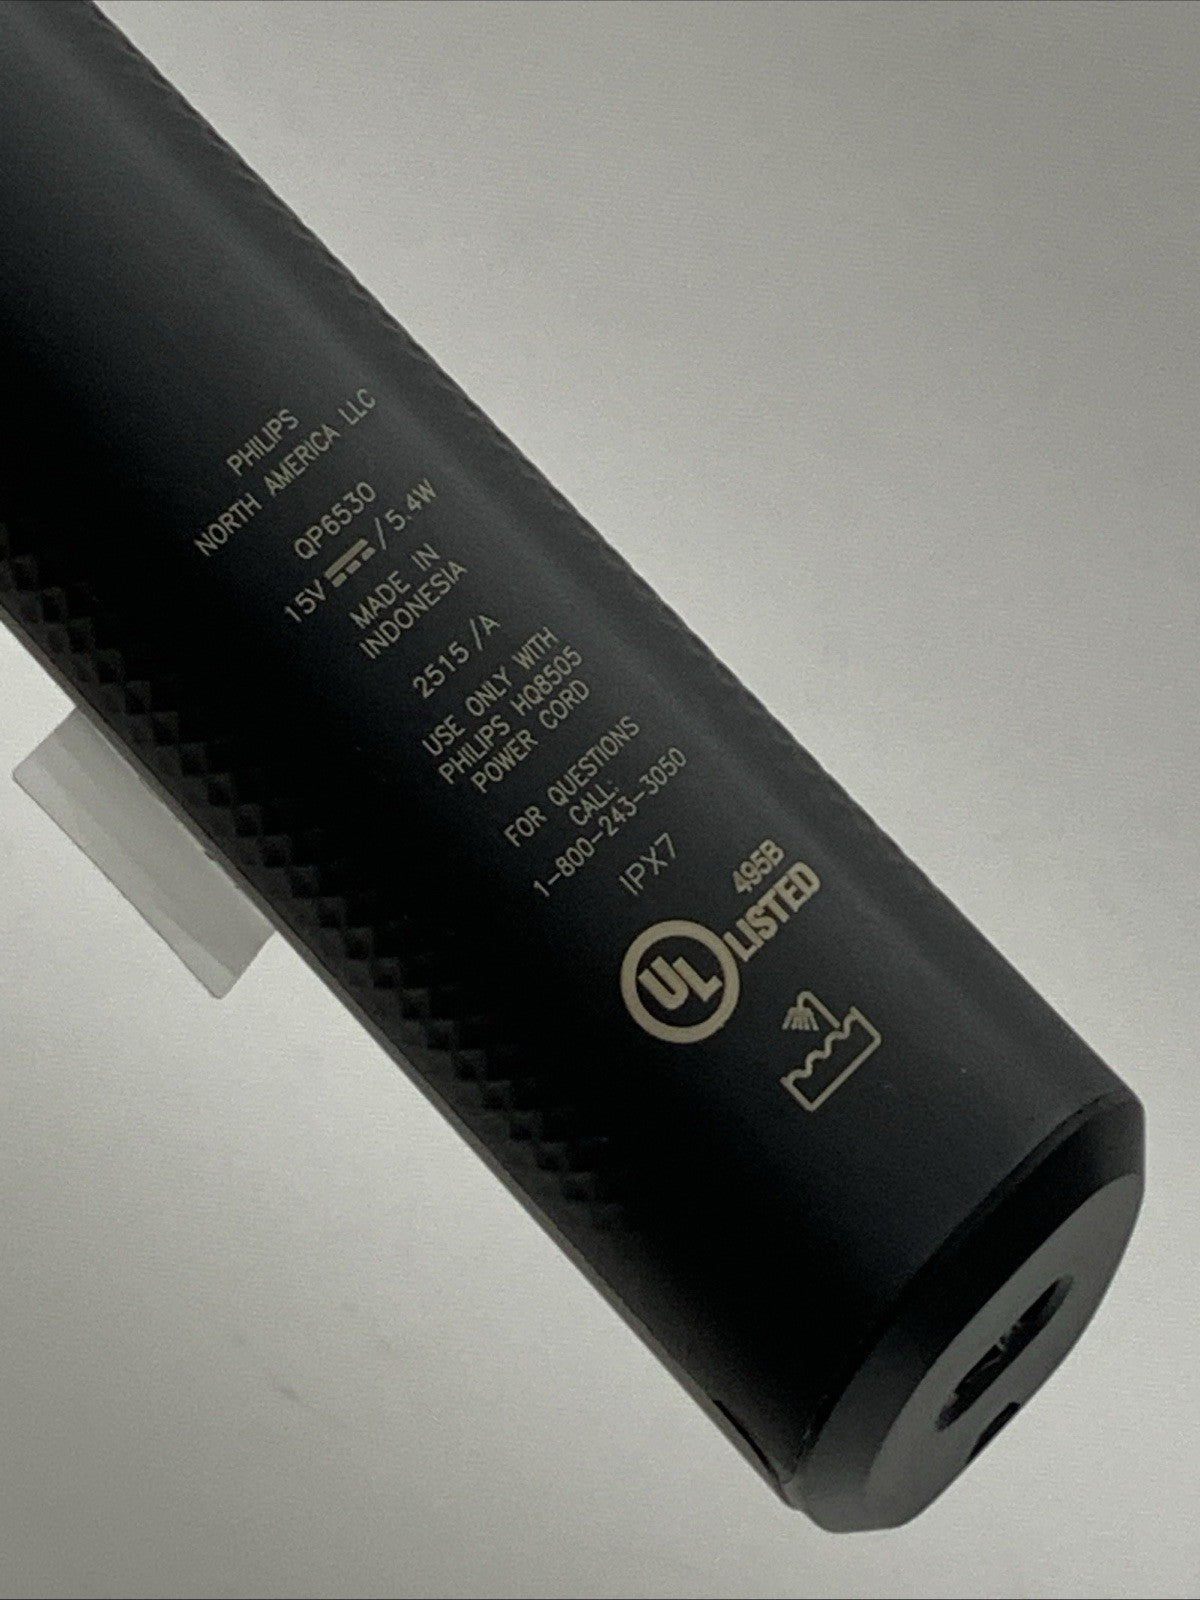 PHILIPS
NORTH AMERICA LLC
QP6530
15V ⎓ / 5.4W
MADE IN
INDONESIA
2515 /A
USE ONLY WITH
PHILIPS HQ8505
POWER CORD
FOR QUESTIONS
CALL:
1-800-243-3050
IPX7
495B
UL LISTED